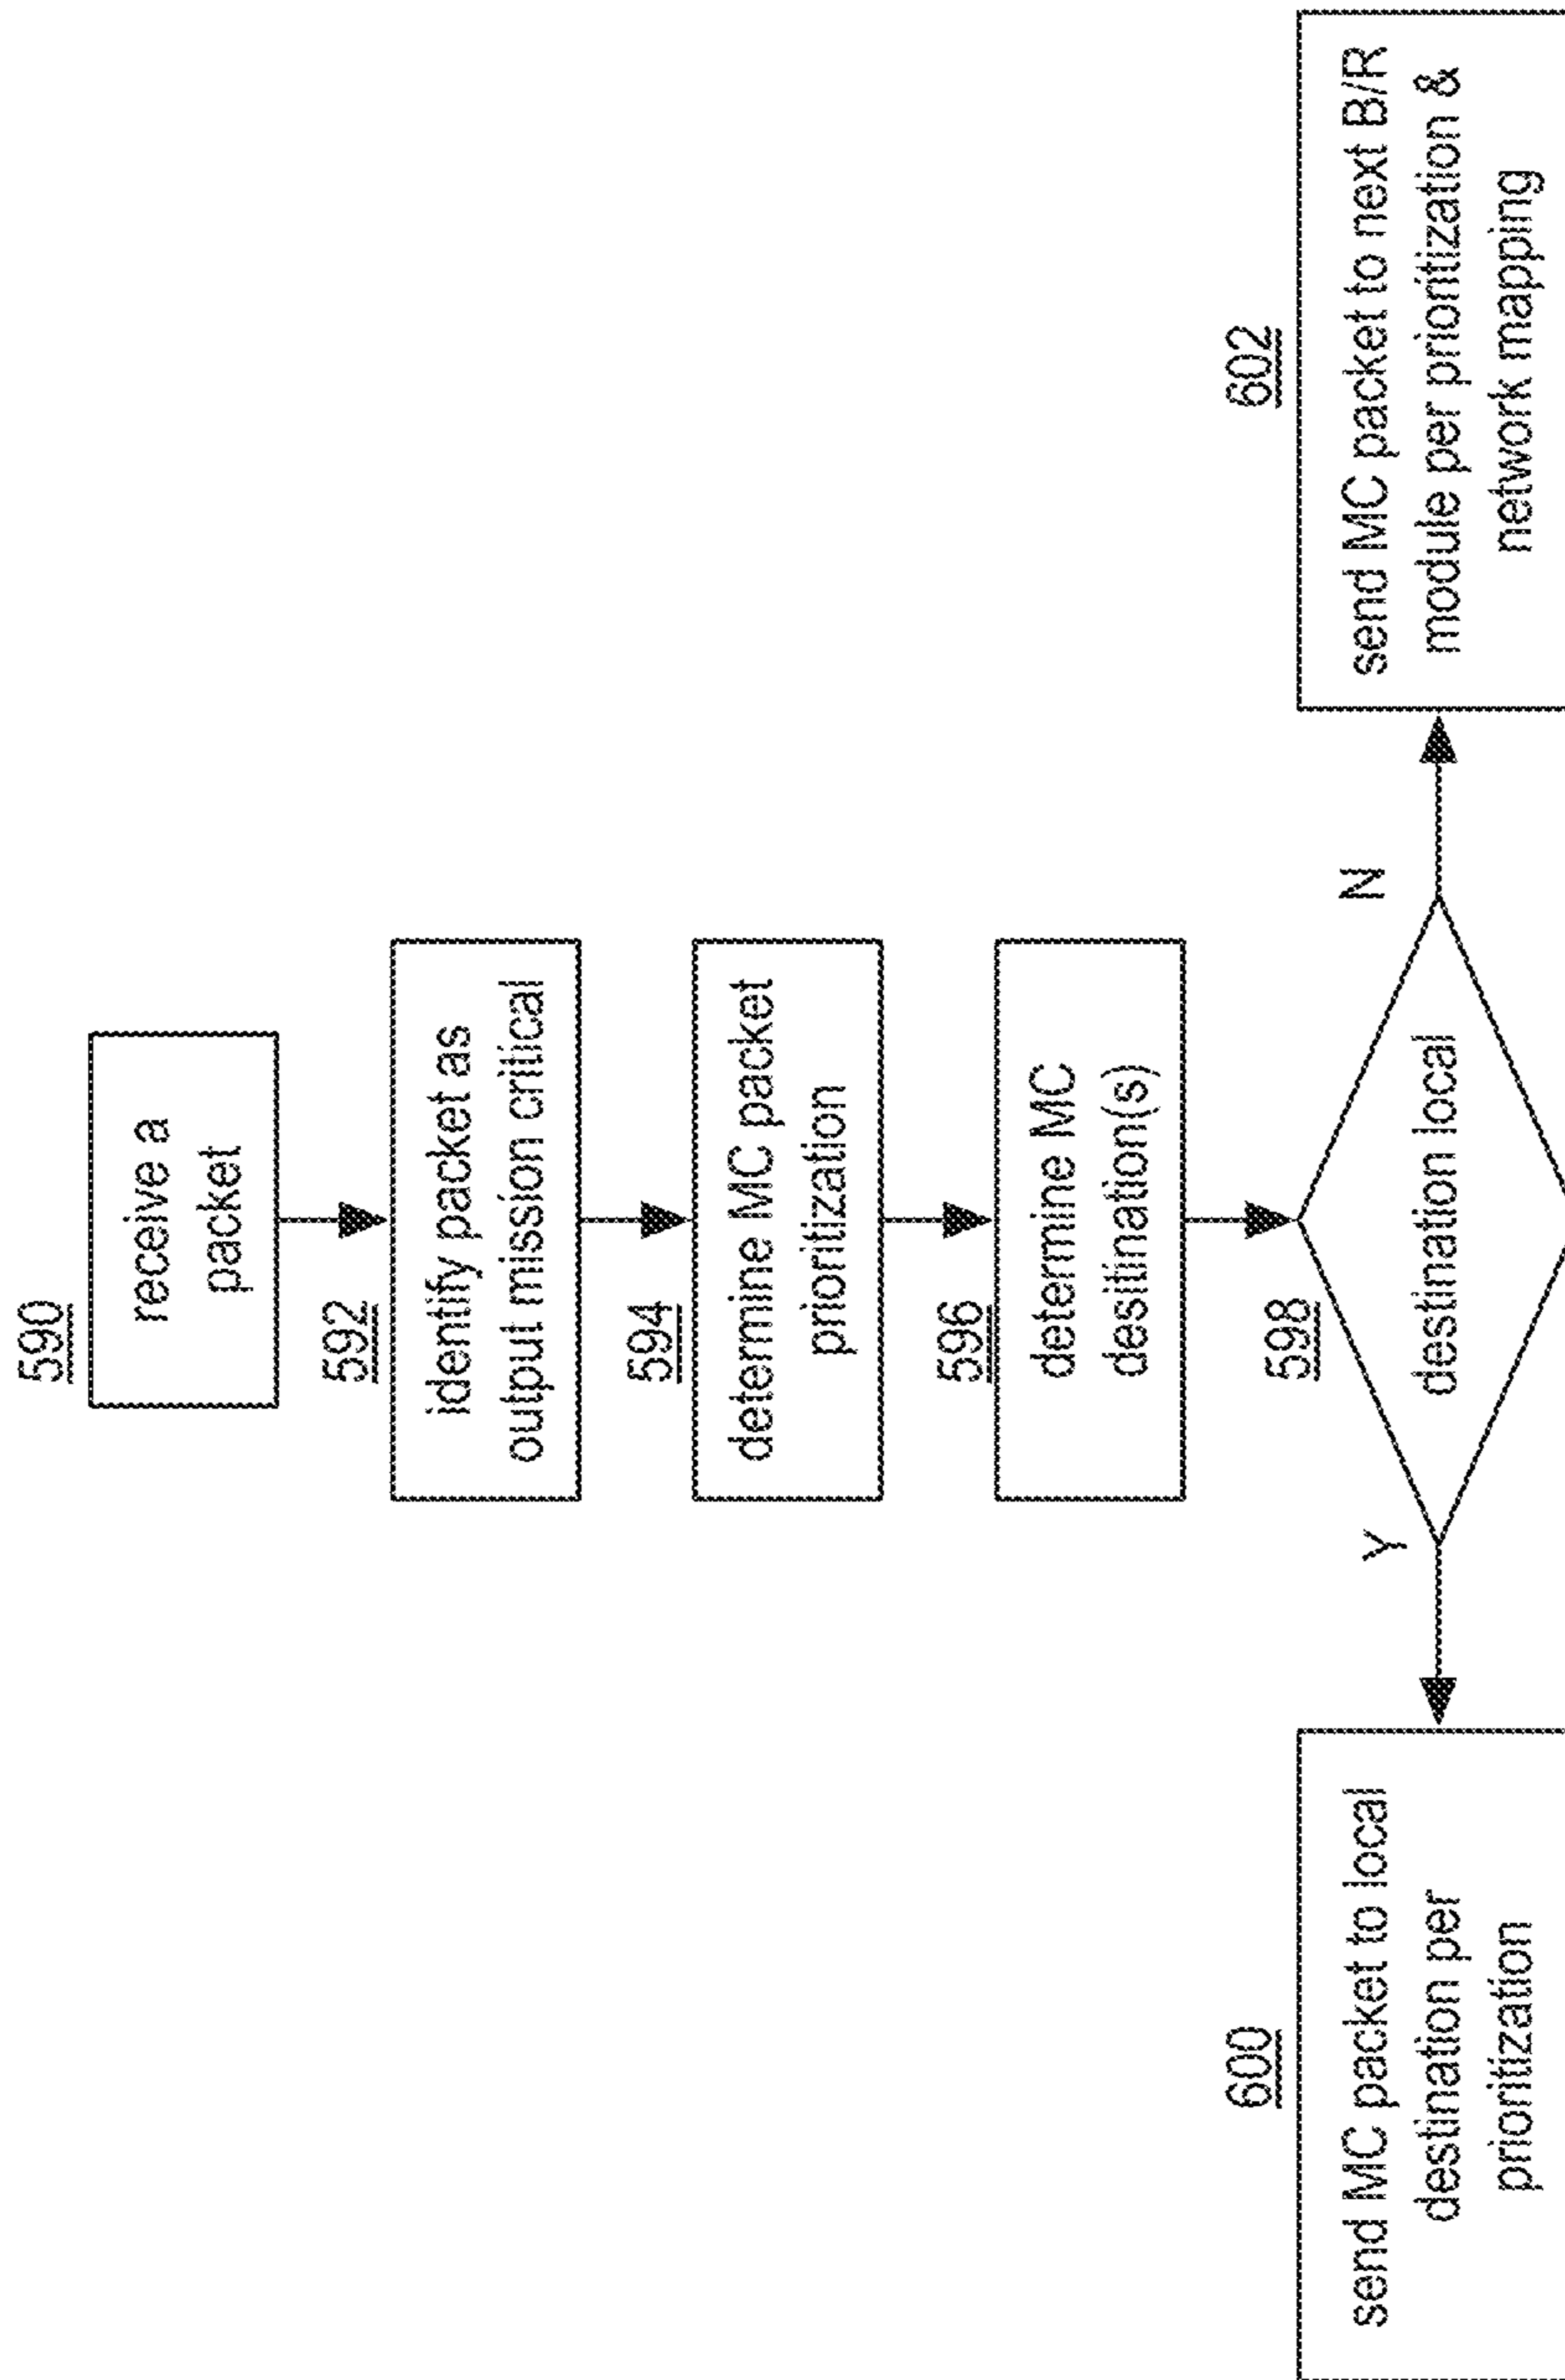 590
receive a
packet
592
identify packet as
output mission critical
594
determine MC packet
prioritization
596
determine MC
desitination(s)
598
destination local
Y
N
600
send MC packet to local
destination per
prioritization
602
send MC packet to next B/R
module per prioritization &
network mapping